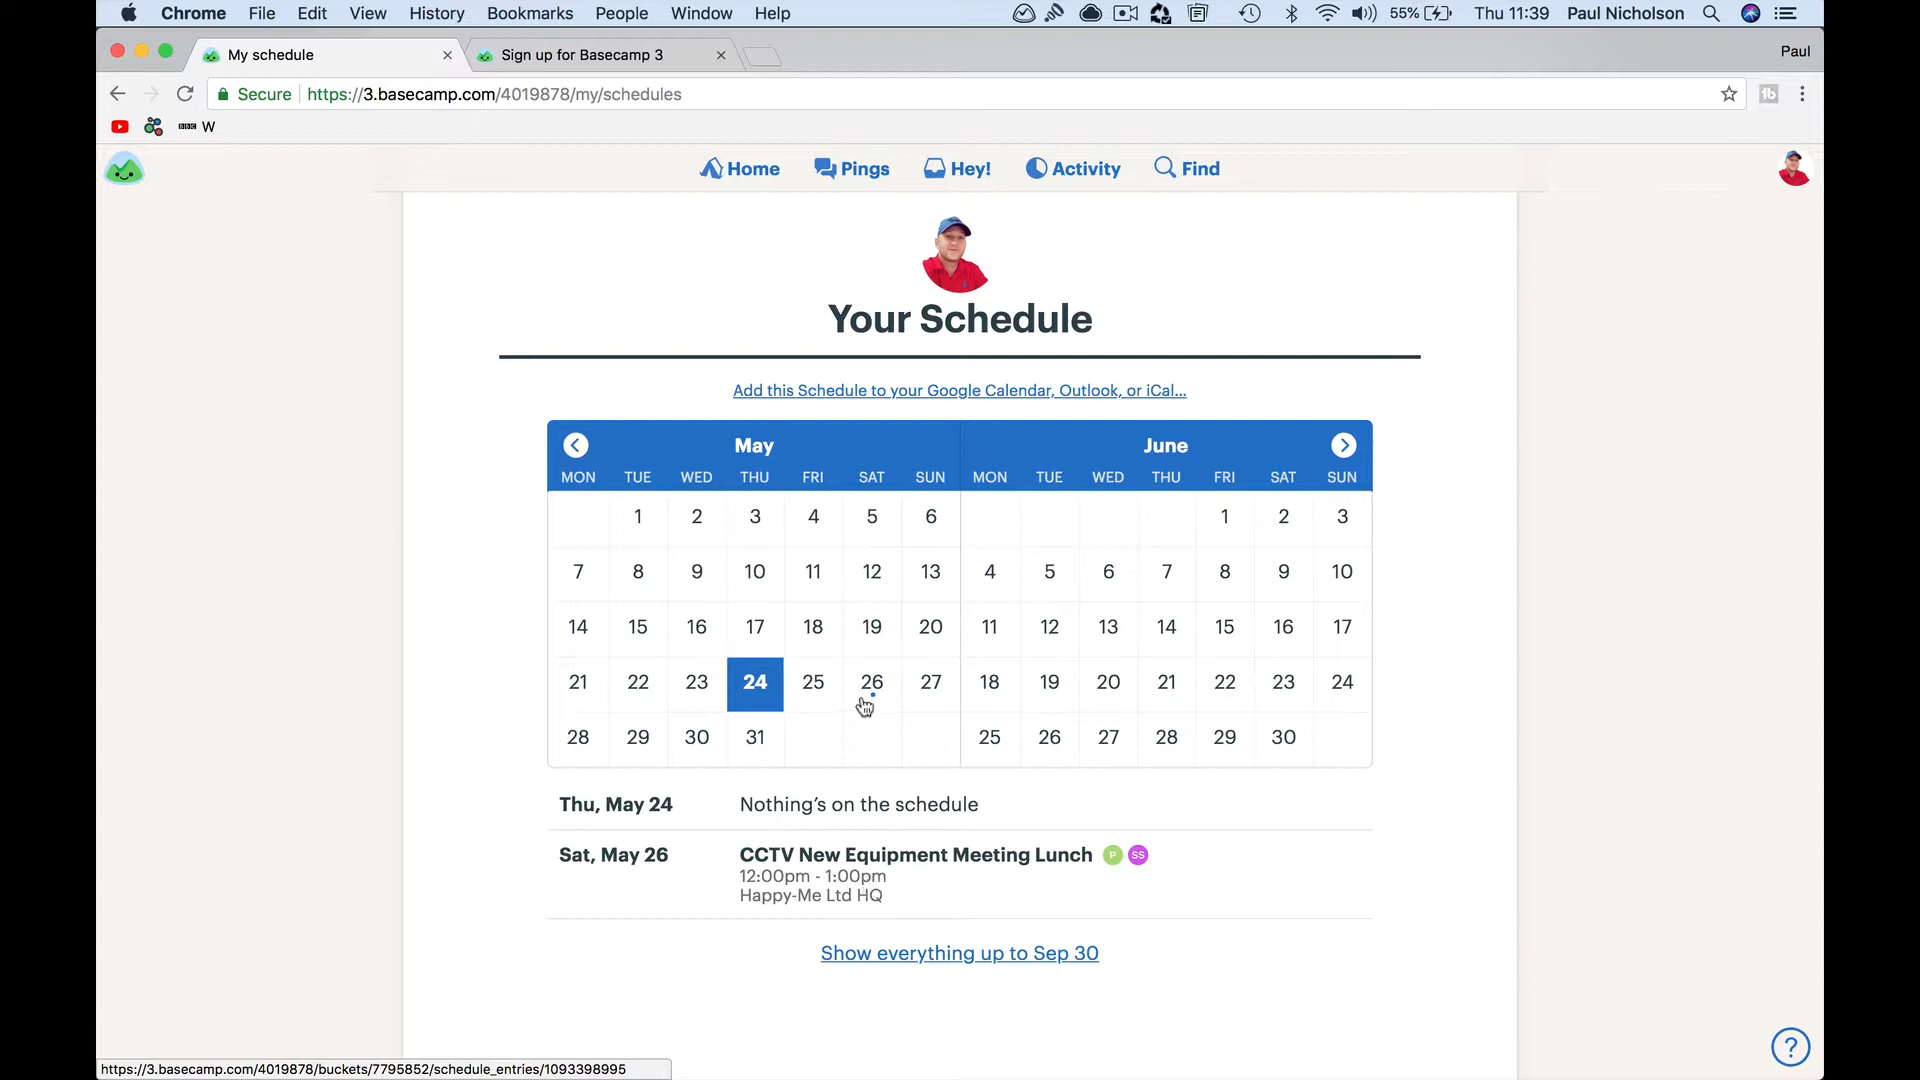 Chrome File Edit View History Bookmarks People Window Help 55% Thu 11:39 Paul Nicholson
My schedule Sign up for Basecamp 3 Paul
Secure https://3.basecamp.com/4019878/my/schedules
BBC W
Home Pings Hey! Activity Find
Your Schedule
Add this Schedule to your Google Calendar, Outlook, or iCal...
May June
MON TUE WED THU FRI SAT SUN MON TUE WED THU FRI SAT SUN
1 2 3 4 5 6 1 2 3
7 8 9 10 11 12 13 4 5 6 7 8 9 10
14 15 16 17 18 19 20 11 12 13 14 15 16 17
21 22 23 24 25 26 27 18 19 20 21 22 23 24
28 29 30 31 25 26 27 28 29 30
Thu, May 24 Nothing's on the schedule
Sat, May 26 CCTV New Equipment Meeting Lunch P SS
12:00pm - 1:00pm
Happy-Me Ltd HQ
Show everything up to Sep 30
?
https://3.basecamp.com/4019878/buckets/7795852/schedule_entries/1093398995